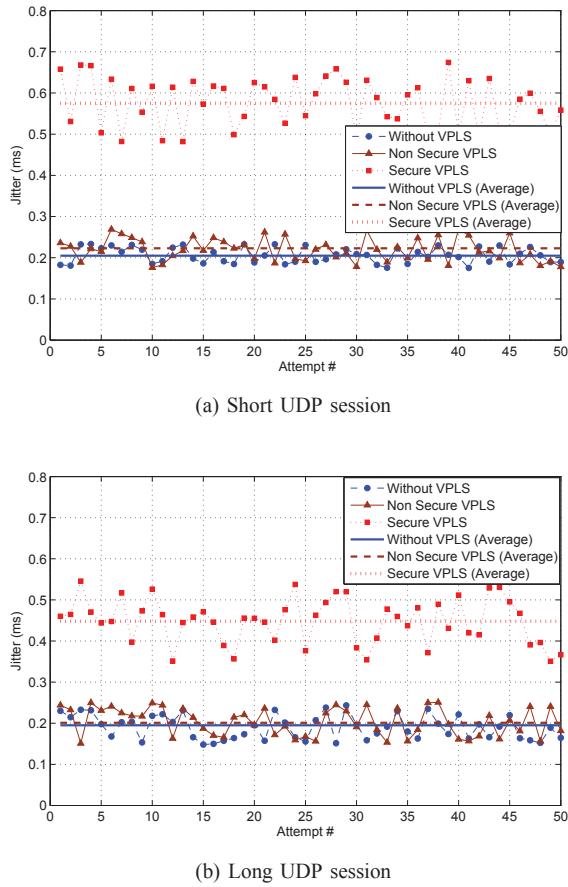 0.8
0.7
0.6
0.5
0.4
0.3
0.2
0.1
0
Jitter (ms)
Without VPLS
Non Secure VPLS
Secure VPLS
Without VPLS (Average)
Non Secure VPLS (Average)
Secure VPLS (Average)
0 5 10 15 20 25 30 35 40 45 50
Attempt #
(a) Short UDP session
0.8
0.7
0.6
0.5
0.4
0.3
0.2
0.1
0
Jitter (ms)
Without VPLS
Non Secure VPLS
Secure VPLS
Without VPLS (Average)
Non Secure VPLS (Average)
Secure VPLS (Average)
0 5 10 15 20 25 30 35 40 45 50
Attempt #
(b) Long UDP session